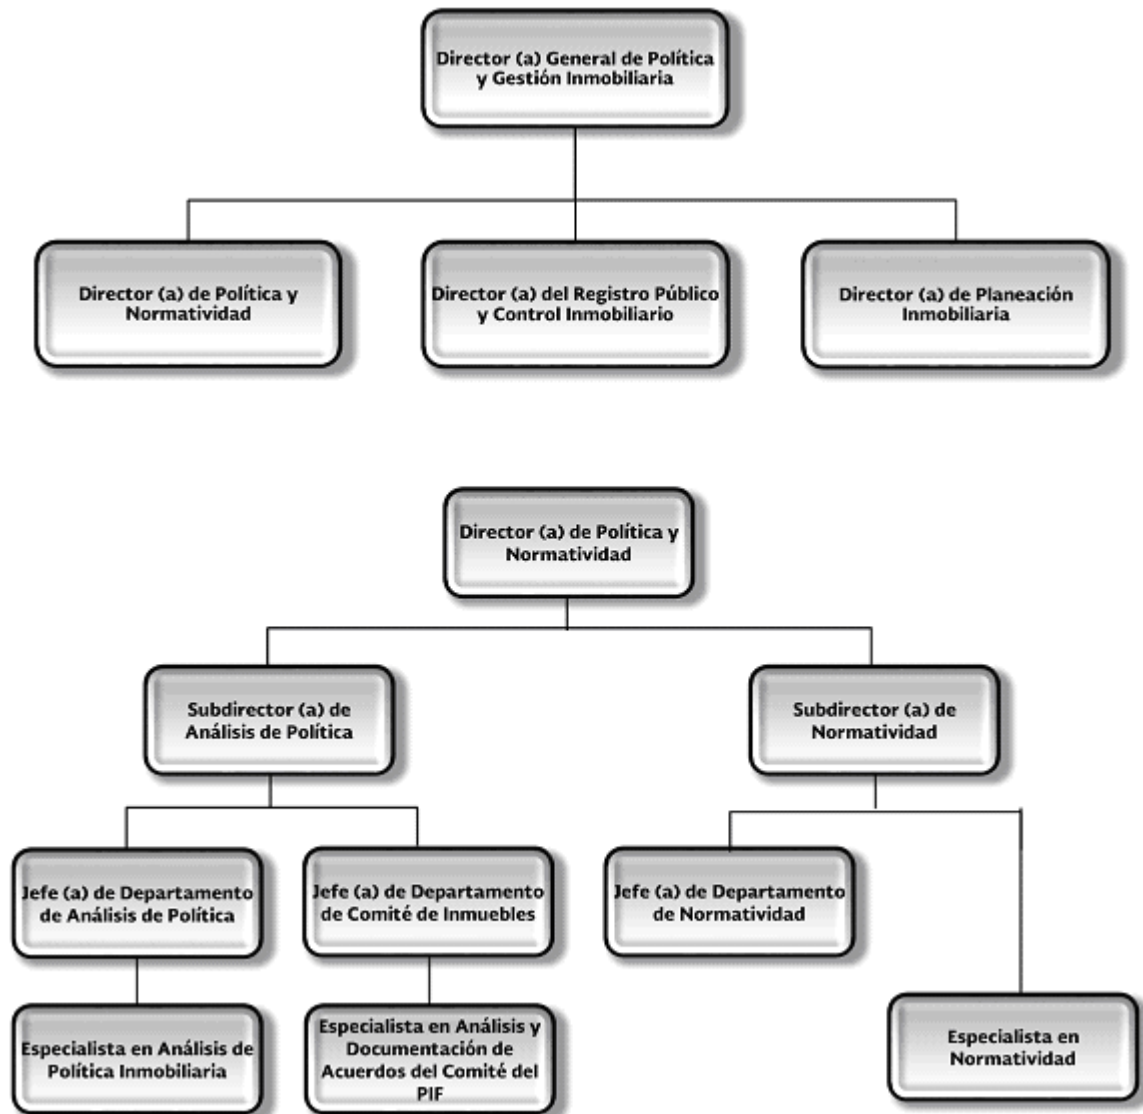 Director (a) General de Política
y Gestión Inmobiliaria
Director (a) de Política y
Normatividad
Director (a) del Registro Público
y Control Inmobiliario
Director (a) de Planeación
Inmobiliaria
Director (a) de Política y
Normatividad
Subdirector (a) de
Análisis de Política
Subdirector (a) de
Normatividad
Jefe (a) de Departamento
de Análisis de Política
Jefe (a) de Departamento
de Comité de Inmuebles
Jefe (a) de Departamento
de Normatividad
Especialista en Análisis de
Política Inmobiliaria
Especialista en Análisis y
Documentación de
Acuerdos del Comité del
PIF
Especialista en
Normatividad